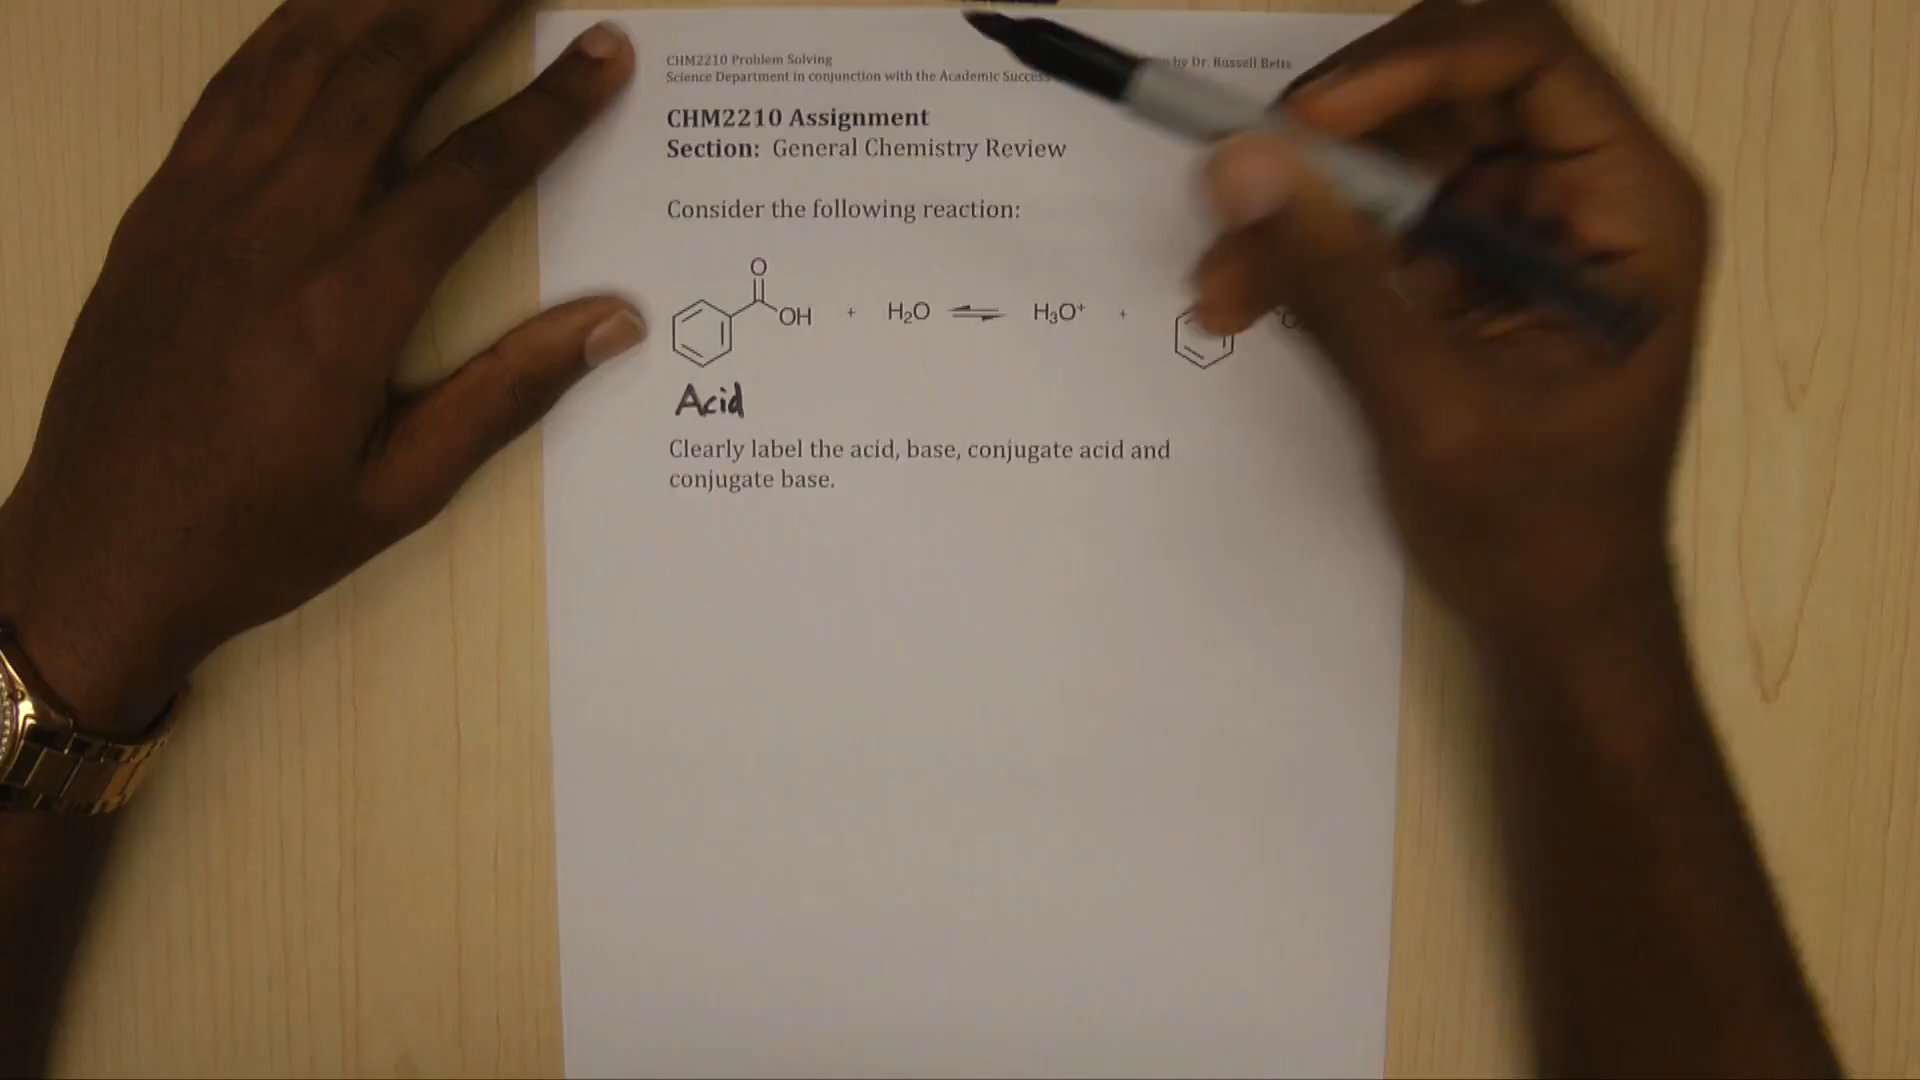 CHM2210 Problem Solving
Science Department in conjunction with the Academic Success by Dr. Russell Betts
CHM2210 Assignment
Section: General Chemistry Review
Consider the following reaction:
O
OH + H₂O ⇌ H₃O⁺ + O
Acid
Clearly label the acid, base, conjugate acid and
conjugate base.